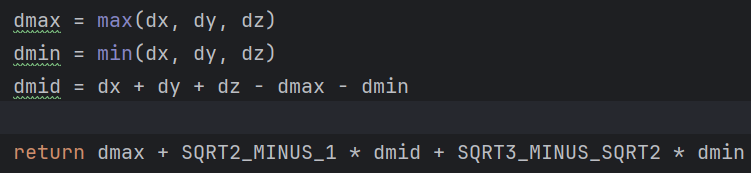 dmax = max(dx, dy, dz)
dmin = min(dx, dy, dz)
dmid = dx + dy + dz - dmax - dmin
return dmax + SQRT2_MINUS_1 * dmid + SQRT3_MINUS_SQRT2 * dmin